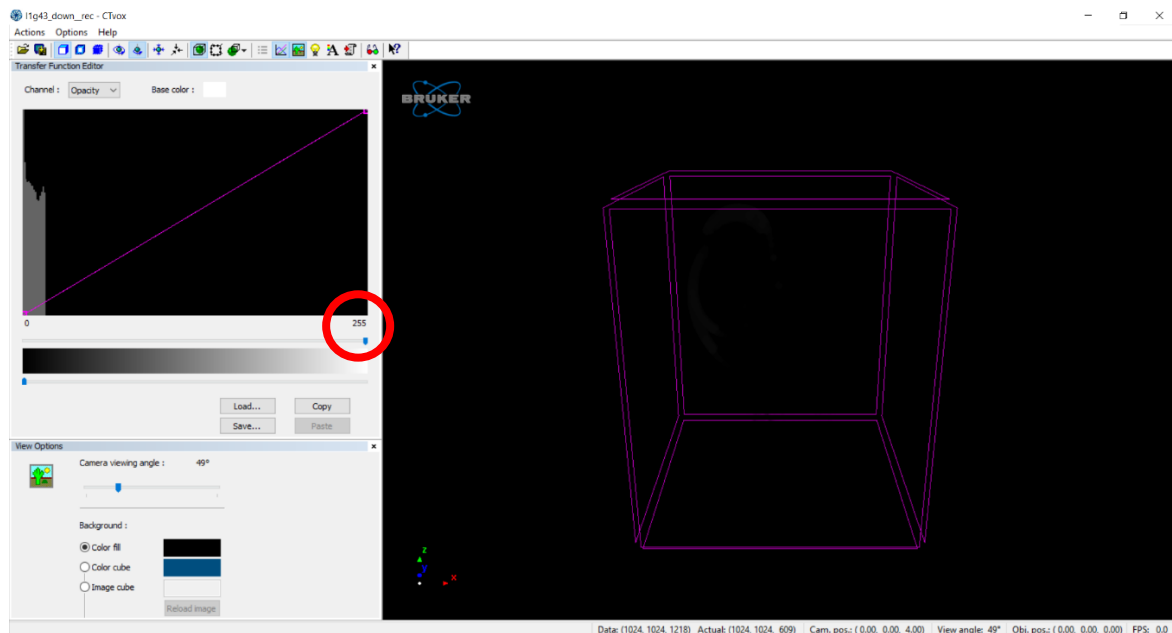 l1g43_down__rec - CTvox
Actions Options Help
Transfer Function Editor
Channel : Opacity Base color :
BRUKER
0 255
Load... Copy
Save... Paste
View Options
Camera viewing angle : 49°
Background :
Color fill
Color cube
Image cube
Reload image
z
y
x
Data: (1024, 1024, 1218) Actual: (1024, 1024, 609) Cam. pos.: ( 0.00, 0.00, 4.00) View angle: 49° Obj. pos.: ( 0.00, 0.00, 0.00) FPS: 0.0